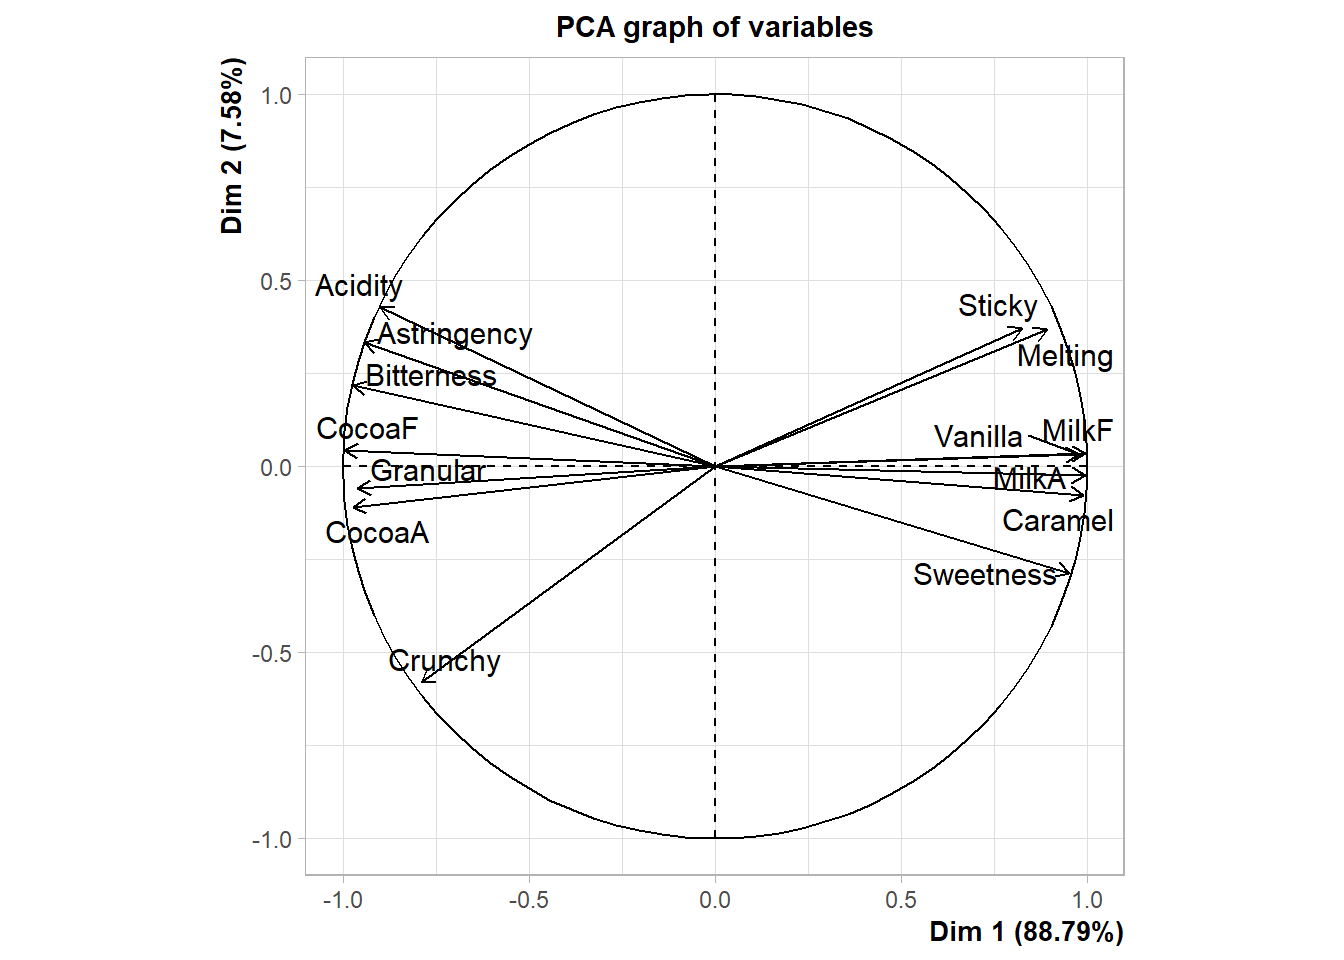 PCA graph of variables
Dim 2 (7.58%)
1.0
0.5
0.0
-0.5
-1.0
Acidity
Astringency
Bitterness
CocoaF
Granular
CocoaA
Crunchy
Sticky
Melting
Vanilla
MilkF
MilkA
Caramel
Sweetness
-1.0 -0.5 0.0 0.5 1.0
Dim 1 (88.79%)